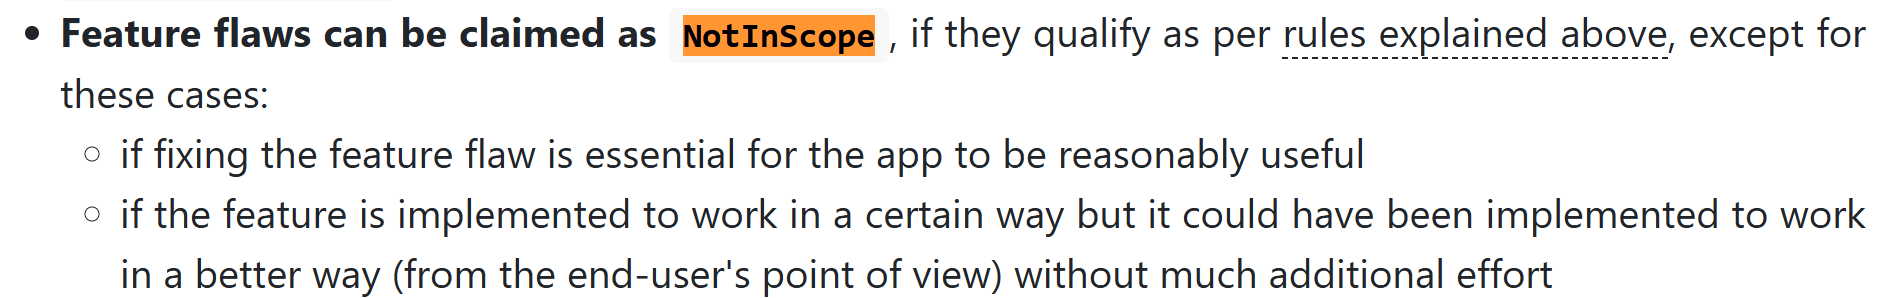 • Feature flaws can be claimed as NotInScope , if they qualify as per rules explained above, except for
these cases:
○ if fixing the feature flaw is essential for the app to be reasonably useful
○ if the feature is implemented to work in a certain way but it could have been implemented to work
in a better way (from the end-user's point of view) without much additional effort